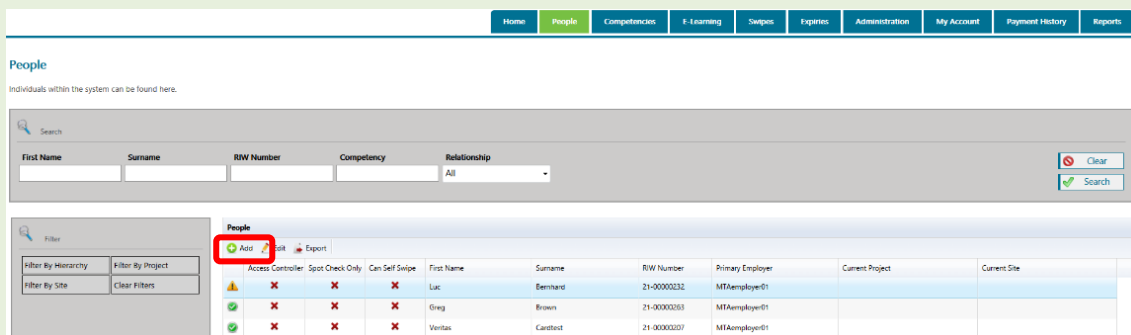 Home People Competencies E-Learning Swipes Expiries Administration My Account Payment History Reports
People
Individuals within the system can be found here.
Search
First Name Surname RIW Number Competency Relationship
All
Clear
Search
Filter
Filter By Hierarchy Filter By Project
Filter By Site Clear Filters
People
Add Edit Export
Access Controller Spot Check Only Can Self Swipe First Name Surname RIW Number Primary Employer Current Project Current Site
Luc Bernhard 21-00000232 MTAemployer01
Greg Brown 21-00000263 MTAemployer01
Veritas Cardtest 21-00000207 MTAemployer01